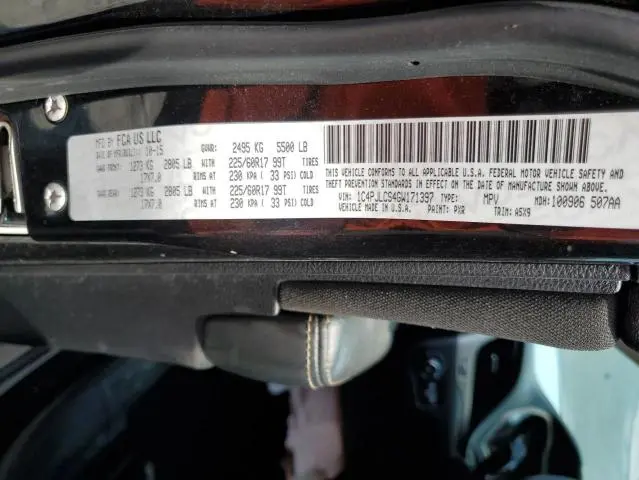 MFD BY FCA US LLC
DATE OF MFR: 10-15 GVWR: 2495 KG 5500 LB
GAWR FRONT: 1273 KG 2805 LB WITH 225/60R17 99T TIRES
17X7.0 RIMS AT 230 KPA ( 33 PSI) COLD
GAWR REAR: 1273 KG 2805 LB WITH 225/60R17 99T TIRES
17X7.0 RIMS AT 230 KPA ( 33 PSI) COLD
THIS VEHICLE CONFORMS TO ALL APPLICABLE U.S.A. FEDERAL MOTOR VEHICLE SAFETY AND
THEFT PREVENTION STANDARDS IN EFFECT ON THE DATE OF MANUFACTURE SHOWN ABOVE.
VIN: 1C4PJLCS4GW171397 TYPE: MPV MDH: 100906 507AA
VEHICLE MADE IN U.S.A. PAINT: PXR TRIM: A5X9